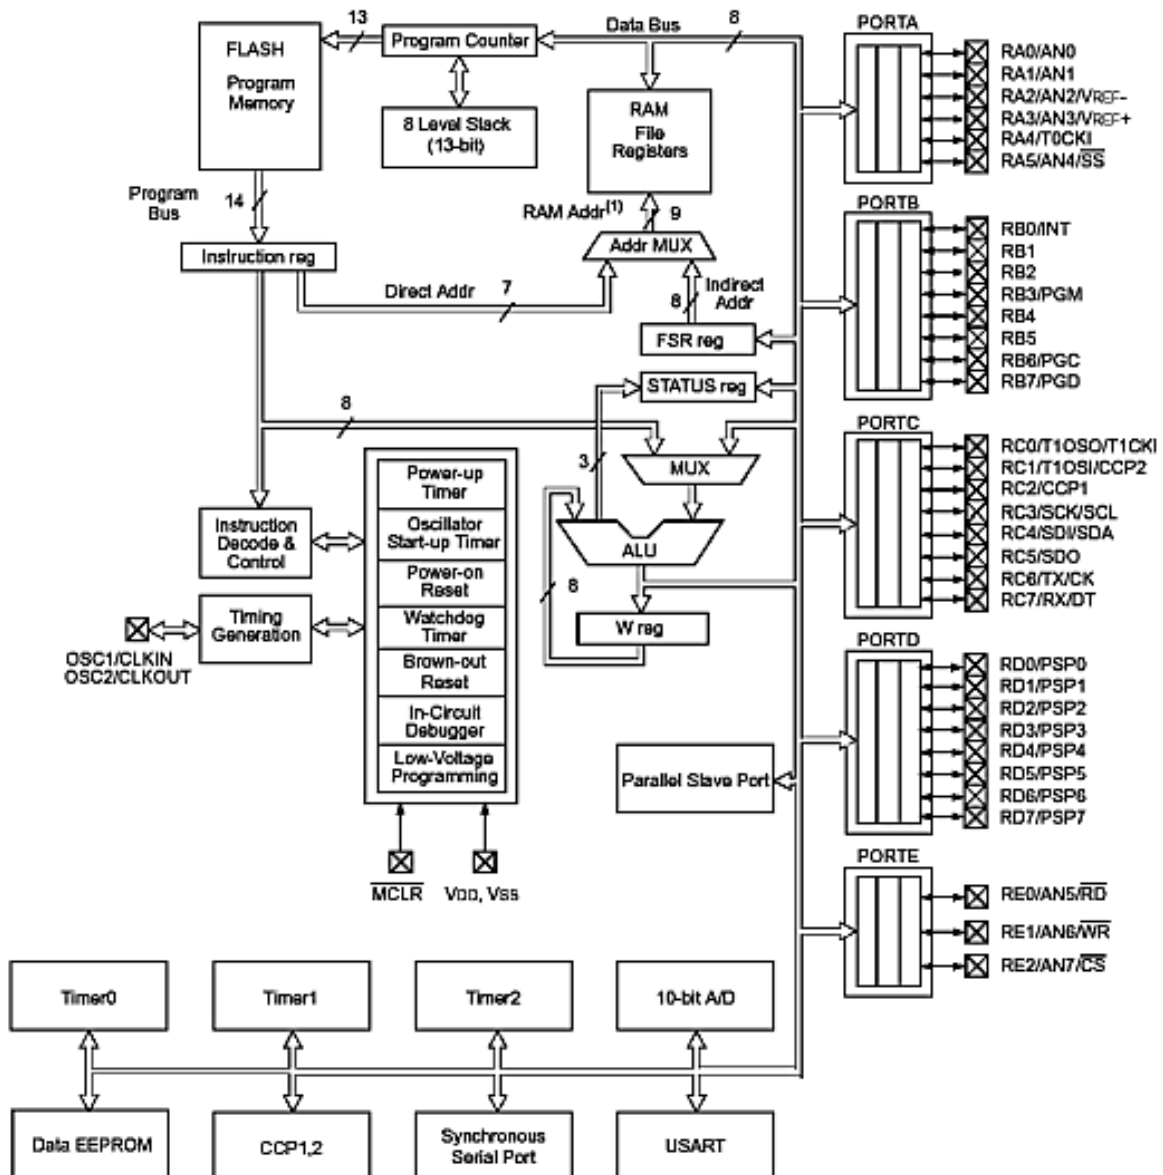 13
Data Bus
8
PORTA
FLASH
Program
Memory
Program Counter
RAM
File
Registers
8 Level Stack
(13-bit)
RA0/AN0
RA1/AN1
RA2/AN2/VREF-
RA3/AN3/VREF+
RA4/T0CKI
RA5/AN4/SS
Program
Bus
14
RAM Addr(1)
9
PORTB
Addr MUX
Instruction reg
Direct Addr
7
Indirect
Addr
8
FSR reg
STATUS reg
RB0/INT
RB1
RB2
RB3/PGM
RB4
RB5
RB6/PGC
RB7/PGD
8
3
MUX
PORTC
Power-up
Timer
Oscillator
Start-up Timer
Power-on
Reset
Watchdog
Timer
Brown-out
Reset
In-Circuit
Debugger
Low-Voltage
Programming
Instruction
Decode &
Control
ALU
8
W reg
RC0/T1OSO/T1CKI
RC1/T1OSI/CCP2
RC2/CCP1
RC3/SCK/SCL
RC4/SDI/SDA
RC5/SDO
RC6/TX/CK
RC7/RX/DT
Timing
Generation
OSC1/CLKIN
OSC2/CLKOUT
PORTD
RD0/PSP0
RD1/PSP1
RD2/PSP2
RD3/PSP3
RD4/PSP4
RD5/PSP5
RD6/PSP6
RD7/PSP7
Parallel Slave Port
MCLR
VDD, VSS
PORTE
RE0/AN5/RD
RE1/AN6/WR
RE2/AN7/CS
Timer0
Timer1
Timer2
10-bit A/D
Data EEPROM
CCP1,2
Synchronous
Serial Port
USART